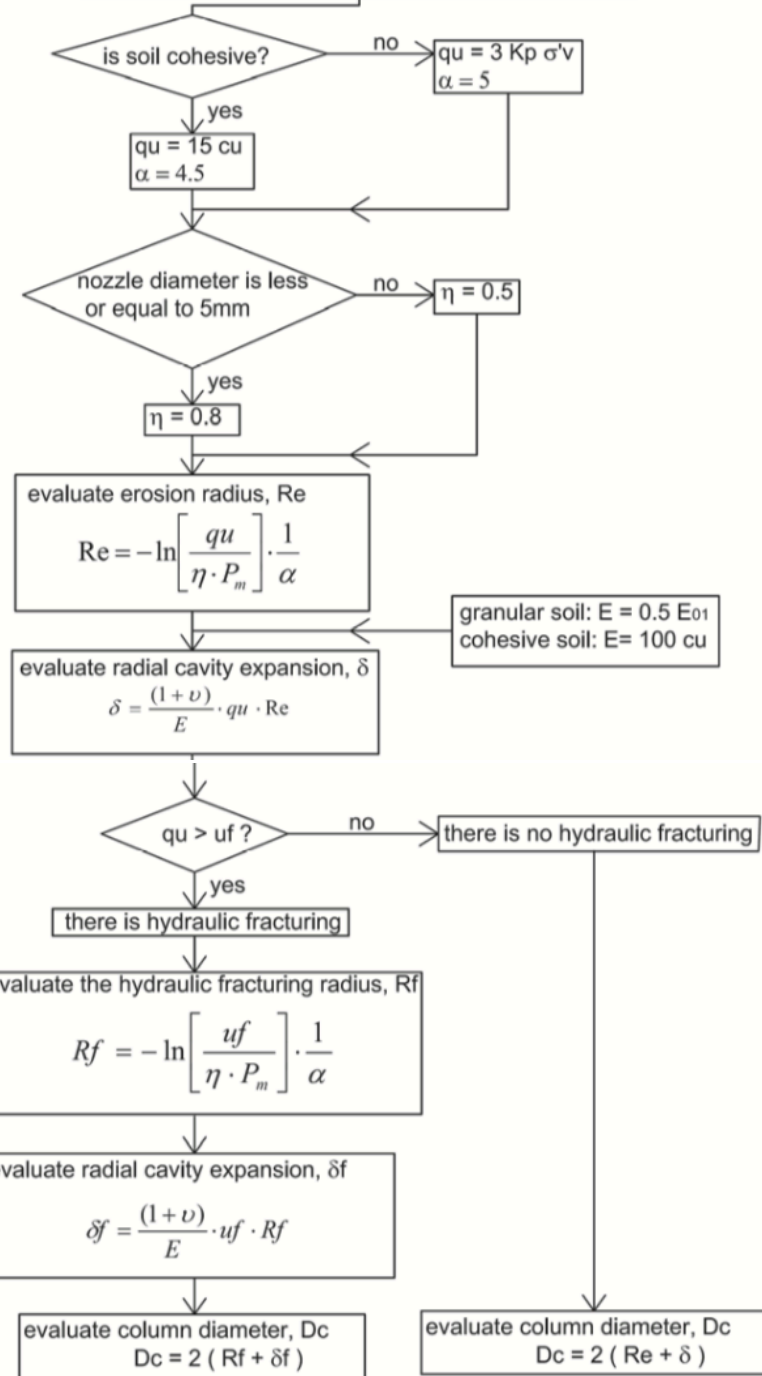 is soil cohesive?
no
qu = 3 Kp σ'v
α = 5
yes
qu = 15 cu
α = 4.5
nozzle diameter is less
or equal to 5mm
no
η = 0.5
yes
η = 0.8
evaluate erosion radius, Re
Re = −ln[qu / (η · Pm)] · 1/α
granular soil: E = 0.5 E01
cohesive soil: E= 100 cu
evaluate radial cavity expansion, δ
δ = (1+υ)/E · qu · Re
qu > uf ?
no
there is no hydraulic fracturing
yes
there is hydraulic fracturing
valuate the hydraulic fracturing radius, Rf
Rf = − ln[uf / (η · Pm)] · 1/α
valuate radial cavity expansion, δf
δf = (1+υ)/E · uf · Rf
evaluate column diameter, Dc
Dc = 2 ( Rf + δf )
evaluate column diameter, Dc
Dc = 2 ( Re + δ )